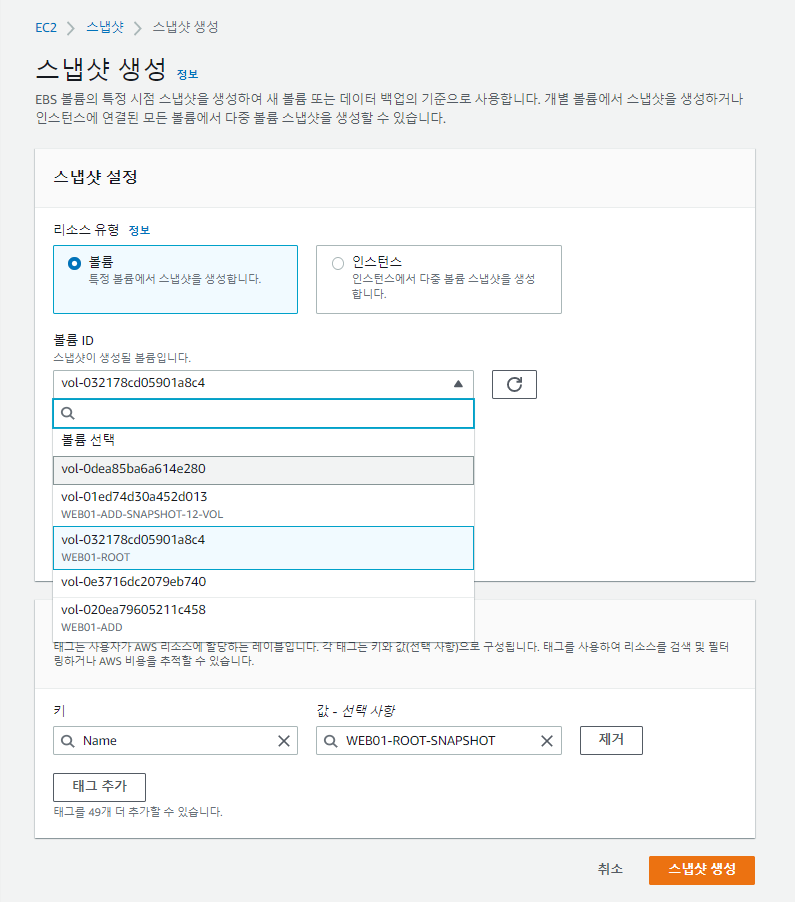 EC2 스냅샷 스냅샷 생성
스냅샷 생성 정보
EBS 볼륨의 특정 시점 스냅샷을 생성하여 새 볼륨 또는 데이터 백업의 기준으로 사용합니다. 개별 볼륨에서 스냅샷을 생성하거나
인스턴스에 연결된 모든 볼륨에서 다중 볼륨 스냅샷을 생성할 수 있습니다.
스냅샷 설정
리소스 유형 정보
볼륨
특정 볼륨에서 스냅샷을 생성합니다.
인스턴스
인스턴스에서 다중 볼륨 스냅샷을 생성
합니다.
볼륨 ID
스냅샷이 생성될 볼륨입니다.
vol-032178cd05901a8c4
볼륨 선택
vol-0dea85ba6a614e280
vol-01ed74d30a452d013
WEB01-ADD-SNAPSHOT-12-VOL
vol-032178cd05901a8c4
WEB01-ROOT
vol-0e3716dc2079eb740
vol-020ea79605211c458
WEB01-ADD
태그는 사용자가 AWS 리소스에 할당하는 레이블입니다. 각 태그는 키와 값(선택 사항)으로 구성됩니다. 태그를 사용하여 리소스를 검색 및 필터
링하거나 AWS 비용을 추적할 수 있습니다.
키
값 - 선택 사항
Name
WEB01-ROOT-SNAPSHOT
제거
태그 추가
태그를 49개 더 추가할 수 있습니다.
취소
스냅샷 생성